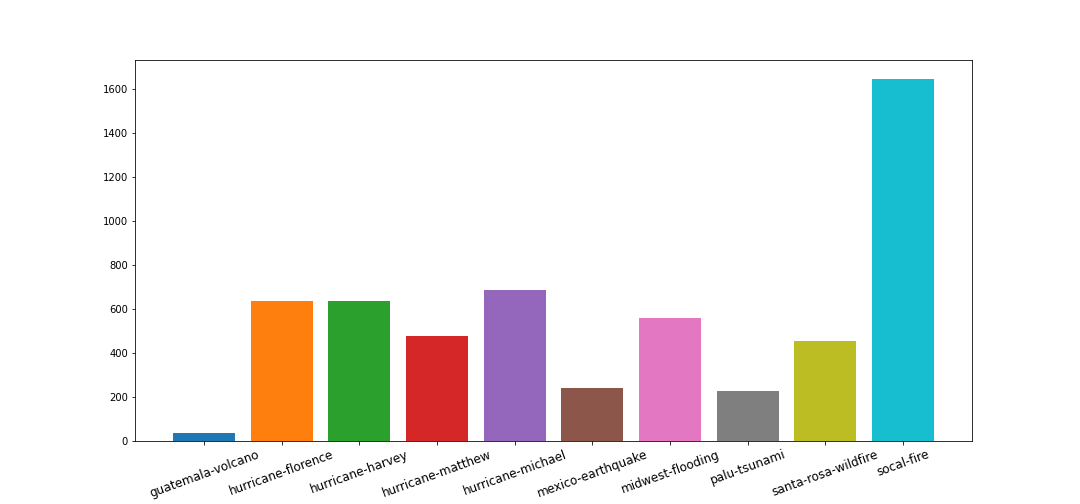 1600
1400
1200
1000
800
600
400
200
0
guatemala-volcano
hurricane-florence
hurricane-harvey
hurricane-matthew
hurricane-michael
mexico-earthquake
midwest-flooding
palu-tsunami
santa-rosa-wildfire
socal-fire